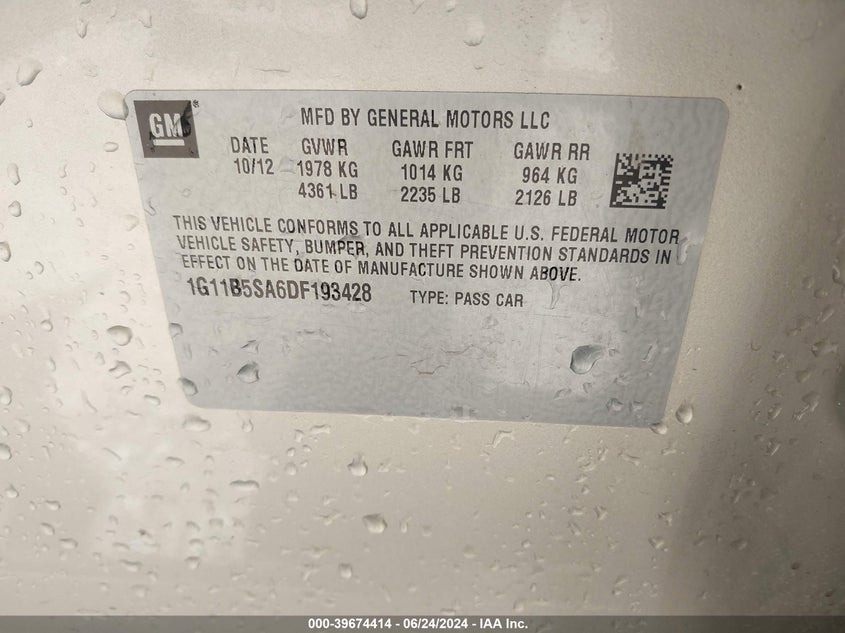 GM
MFD BY GENERAL MOTORS LLC
DATE GVWR GAWR FRT GAWR RR
10/12 1978 KG 1014 KG 964 KG
4361 LB 2235 LB 2126 LB
THIS VEHICLE CONFORMS TO ALL APPLICABLE U.S. FEDERAL MOTOR
VEHICLE SAFETY, BUMPER, AND THEFT PREVENTION STANDARDS IN
EFFECT ON THE DATE OF MANUFACTURE SHOWN ABOVE.
1G11B5SA6DF193428 TYPE: PASS CAR
000-39674414 - 06/24/2024 - IAA Inc.